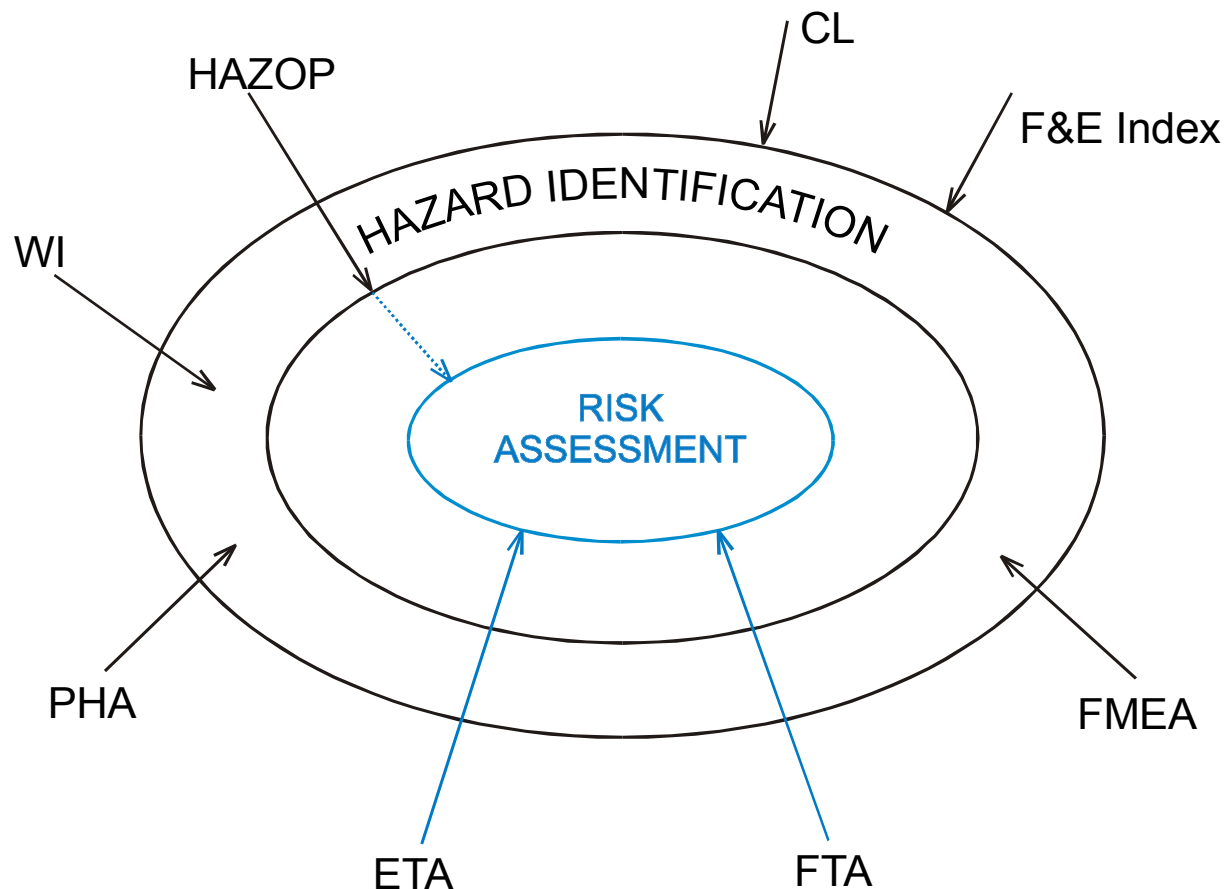 CL
HAZOP
F&E Index
HAZARD IDENTIFICATION
WI
RISK
ASSESSMENT
PHA
FMEA
ETA
FTA